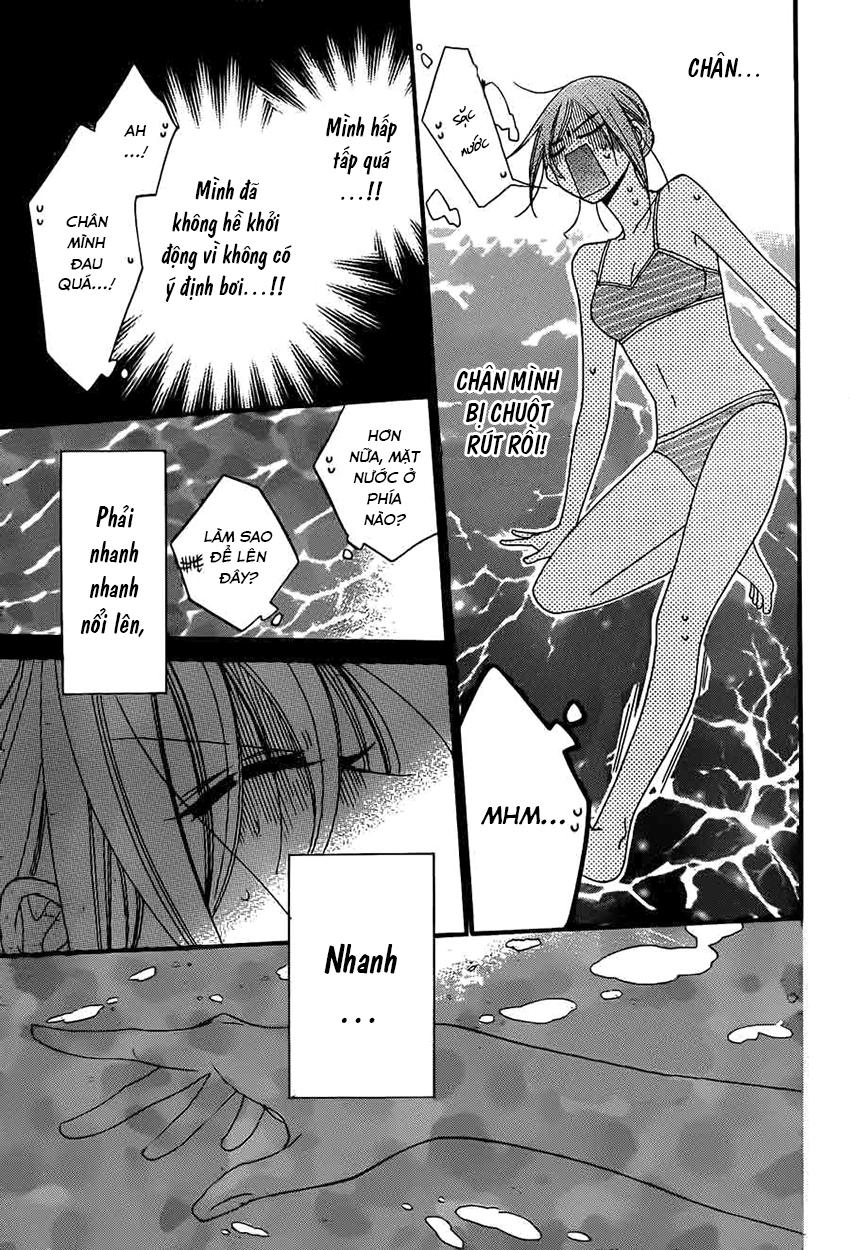 CHÂN...
SẶC
NƯỚC
CHÂN MÌNH
BỊ CHUỘT
RÚT RỒI!
MHM...
Mình hấp
tấp quá
...!!
Mình đã
không hề khởi
động vì không có
ý định bơi...!!
AH
...!
CHÂN
MÌNH
ĐAU
QUÁ...!
HƠN
NỮA, MẶT
NƯỚC Ở
PHÍA
NÀO?
LÀM SAO
ĐỂ LÊN
ĐÂY?
Phải
nhanh
nhanh
nổi lên,
Nhanh
...